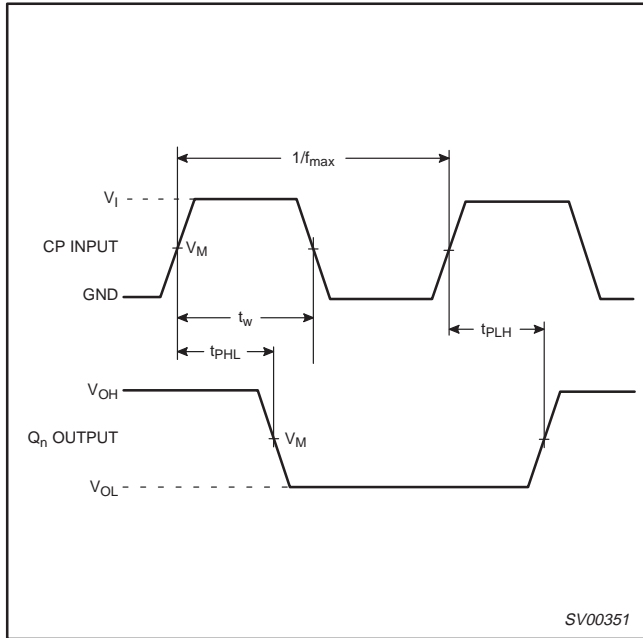 1/fmax
VI
CP INPUT
VM
GND
tw
tPHL
tPLH
VOH
Qn OUTPUT
VM
VOL
SV00351